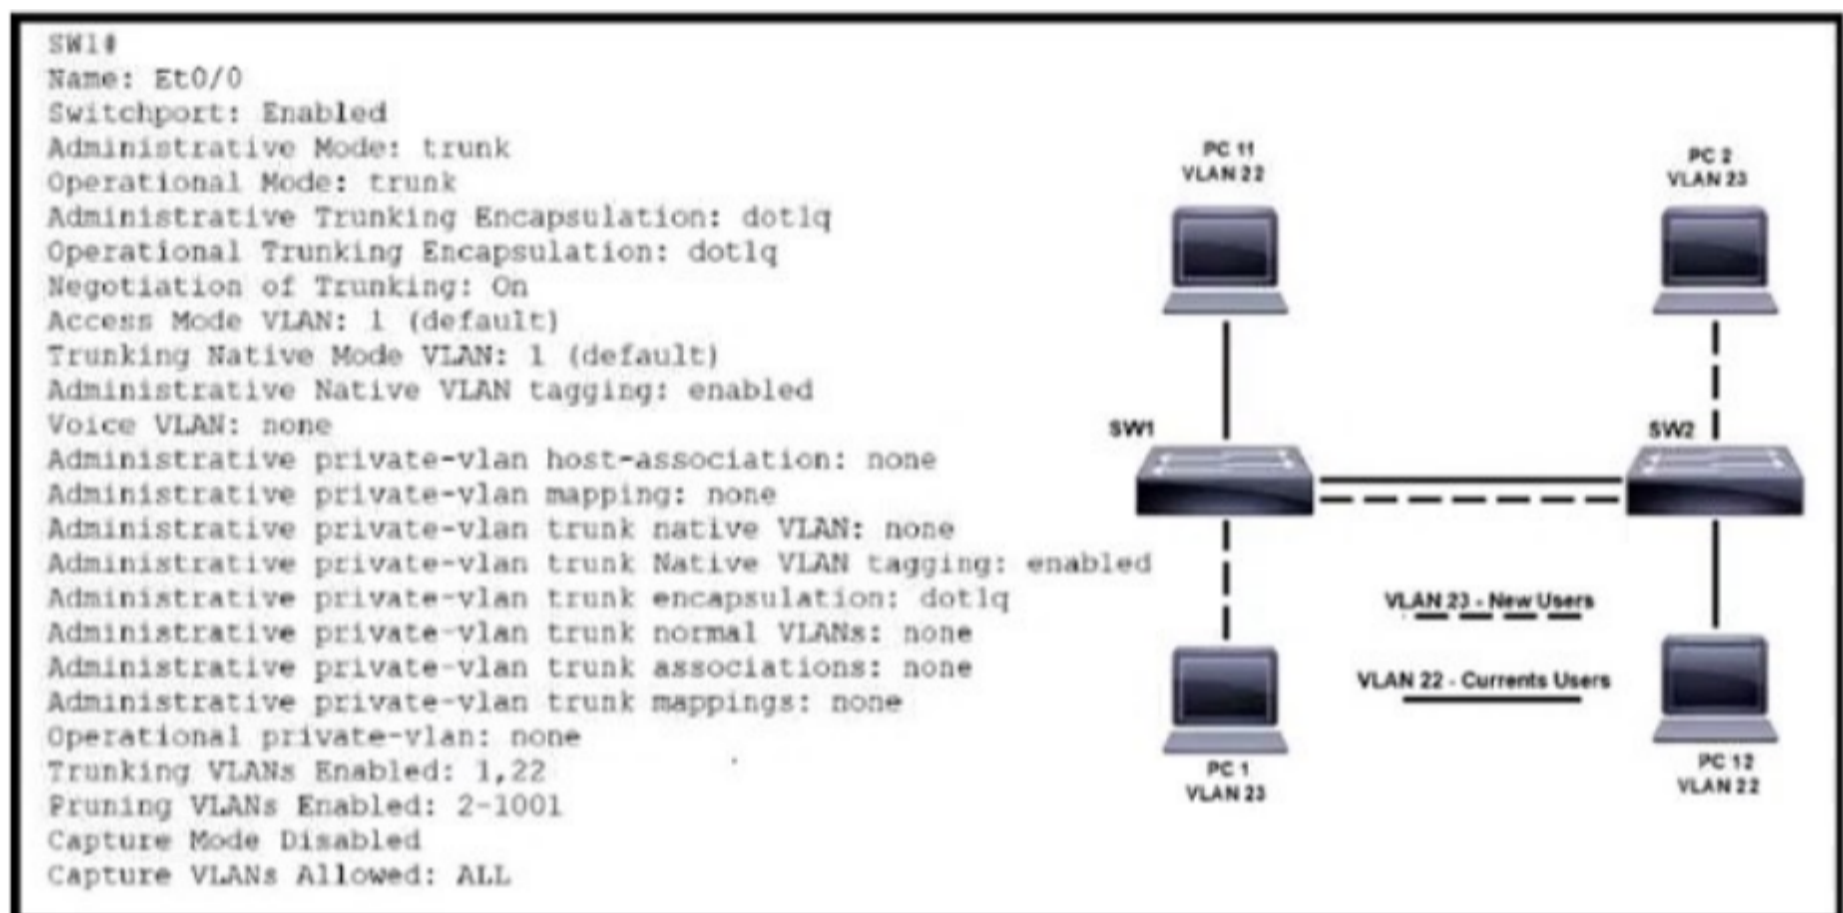 SW1#
Name: Et0/0
Switchport: Enabled
Administrative Mode: trunk
Operational Mode: trunk
Administrative Trunking Encapsulation: dot1q
Operational Trunking Encapsulation: dot1q
Negotiation of Trunking: On
Access Mode VLAN: 1 (default)
Trunking Native Mode VLAN: 1 (default)
Administrative Native VLAN tagging: enabled
Voice VLAN: none
Administrative private-vlan host-association: none
Administrative private-vlan mapping: none
Administrative private-vlan trunk native VLAN: none
Administrative private-vlan trunk Native VLAN tagging: enabled
Administrative private-vlan trunk encapsulation: dot1q
Administrative private-vlan trunk normal VLANs: none
Administrative private-vlan trunk associations: none
Administrative private-vlan trunk mappings: none
Operational private-vlan: none
Trunking VLANs Enabled: 1,22
Pruning VLANs Enabled: 2-1001
Capture Mode Disabled
Capture VLANs Allowed: ALL
PC 11
VLAN 22
PC 2
VLAN 23
SW1
SW2
VLAN 23 - New Users
VLAN 22 - Currents Users
PC 1
VLAN 23
PC 12
VLAN 22